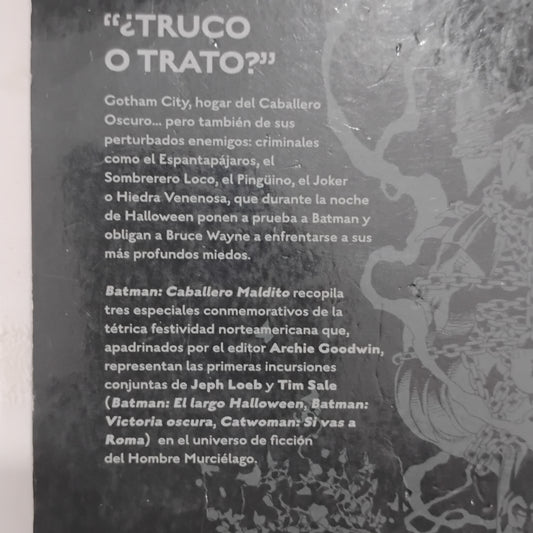 “¿TRUCO
O TRATO?”
Gotham City, hogar del Caballero
Oscuro... pero también de sus
perturbados enemigos: criminales
como el Espantapájaros, el
Sombrerero Loco, el Pingüino, el Joker
o Hiedra Venenosa, que durante la noche
de Halloween ponen a prueba a Batman y
obligan a Bruce Wayne a enfrentarse a sus
más profundos miedos.
Batman: Caballero Maldito recopila
tres especiales conmemorativos de la
tétrica festividad norteamericana que,
apadrinados por el editor Archie Goodwin,
representan las primeras incursiones
conjuntas de Jeph Loeb y Tim Sale
(Batman: El largo Halloween, Batman:
Victoria oscura, Catwoman: Si vas a
Roma) en el universo de ficción
del Hombre Murciélago.